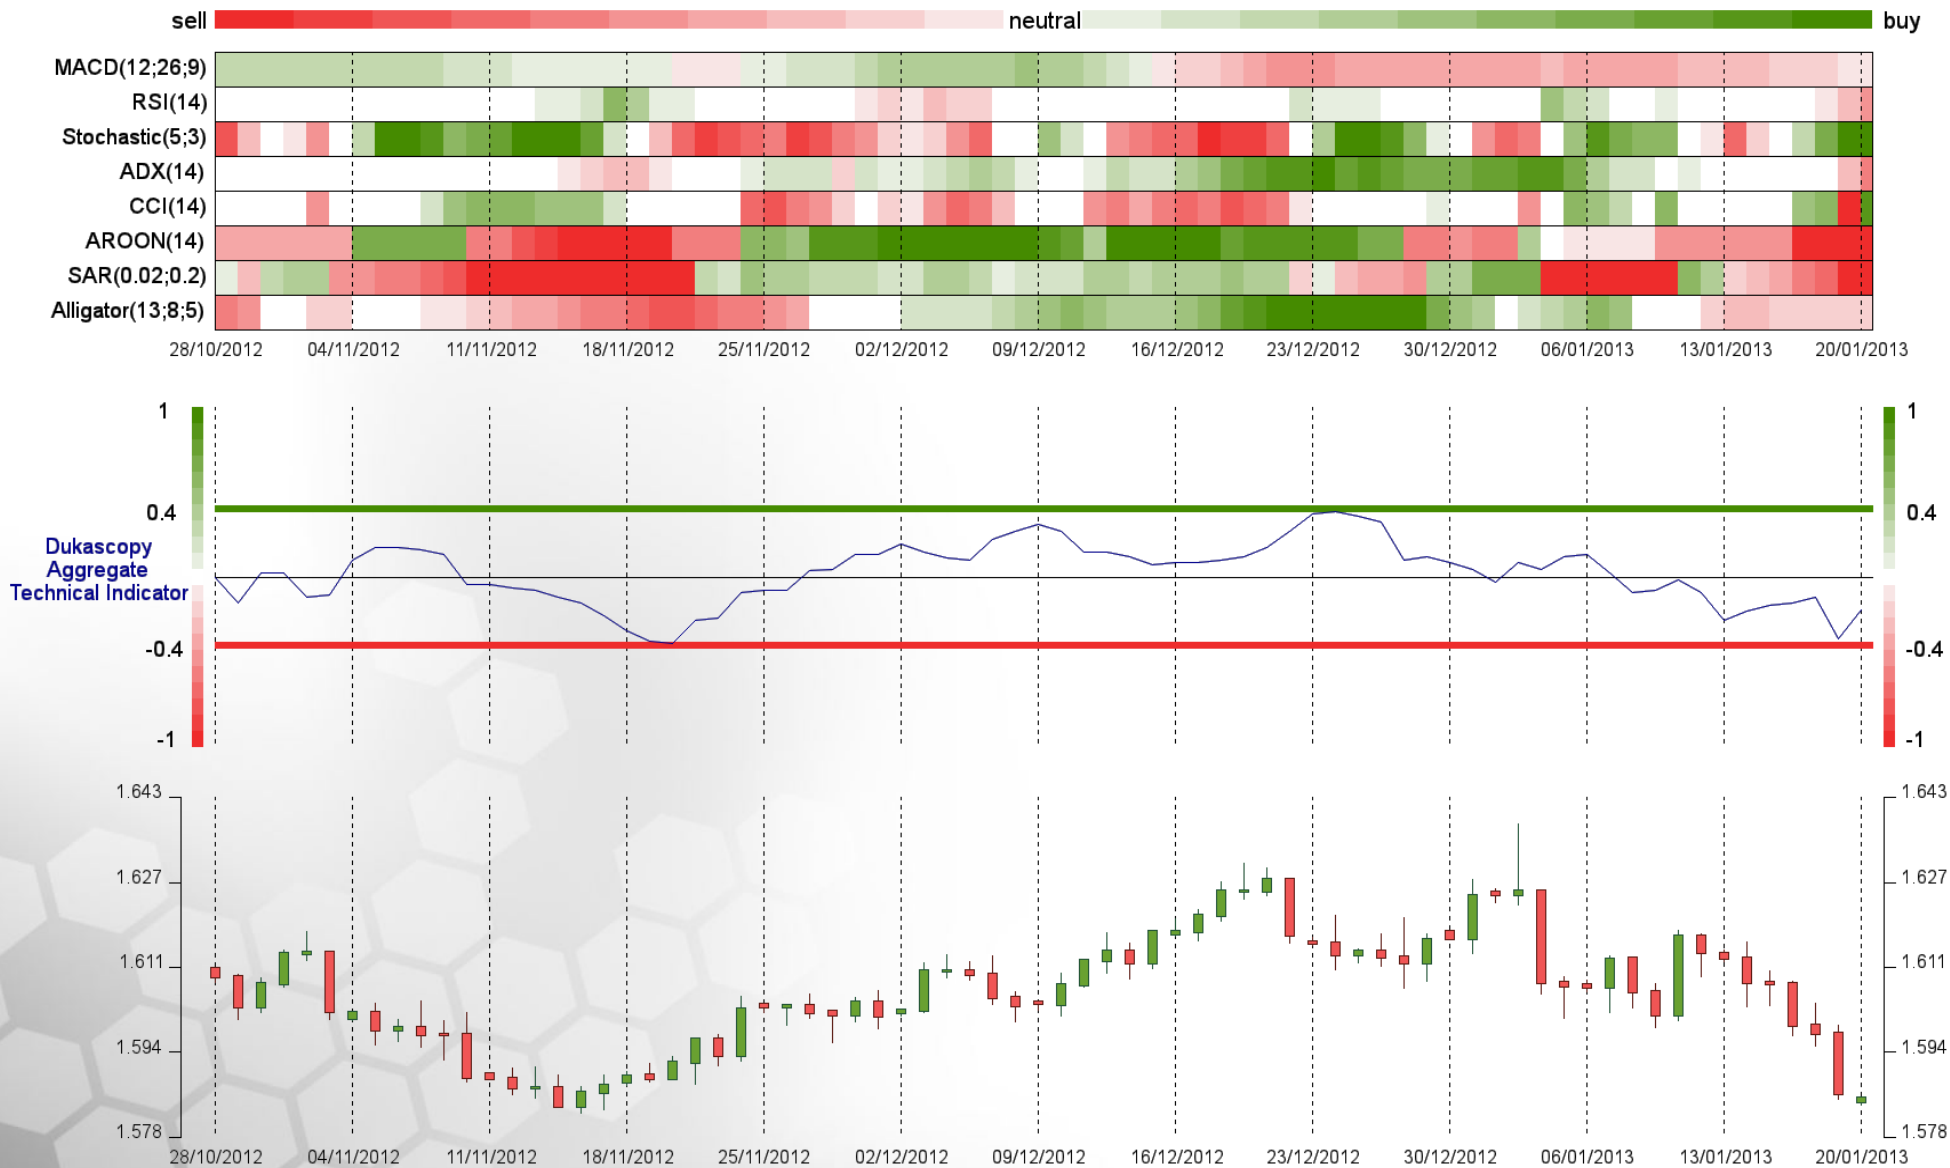 sell neutral buy
MACD(12;26;9)
RSI(14)
Stochastic(5;3)
ADX(14)
CCI(14)
AROON(14)
SAR(0.02;0.2)
Alligator(13;8;5)
28/10/2012 04/11/2012 11/11/2012 18/11/2012 25/11/2012 02/12/2012 09/12/2012 16/12/2012 23/12/2012 30/12/2012 06/01/2013 13/01/2013 20/01/2013
1 1
0.4 0.4
Dukascopy
Aggregate
Technical Indicator
-0.4 -0.4
-1 -1
1.643 1.643
1.627 1.627
1.611 1.611
1.594 1.594
1.578 1.578
28/10/2012 04/11/2012 11/11/2012 18/11/2012 25/11/2012 02/12/2012 09/12/2012 16/12/2012 23/12/2012 30/12/2012 06/01/2013 13/01/2013 20/01/2013